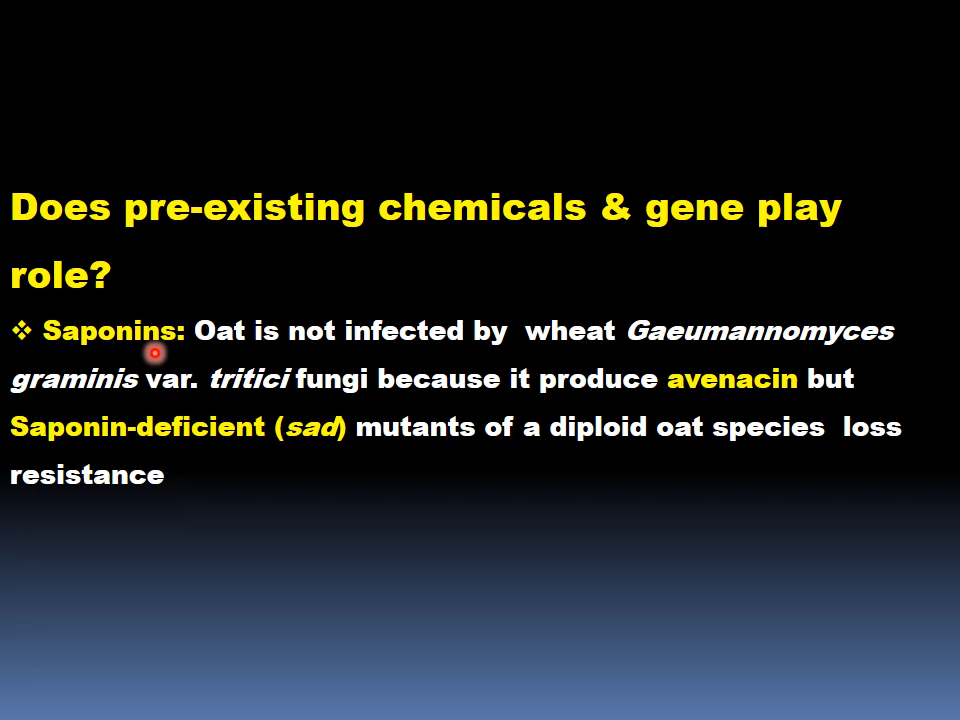 Does pre-existing chemicals & gene play
role?
❖ Saponins: Oat is not infected by wheat Gaeumannomyces
graminis var. tritici fungi because it produce avenacin but
Saponin-deficient (sad) mutants of a diploid oat species loss
resistance